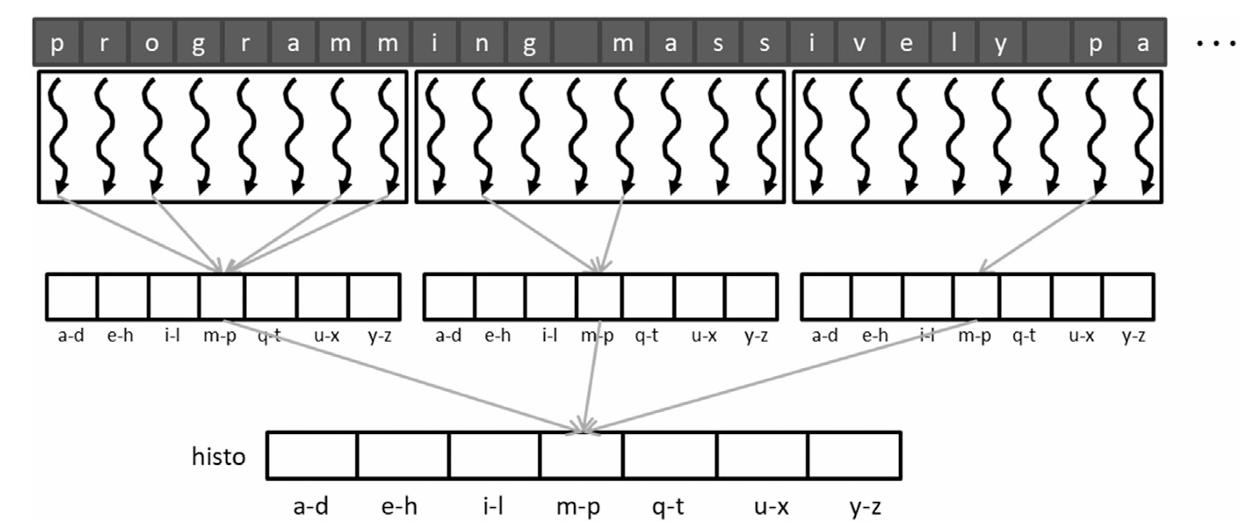 p r o g r a m m i n g m a s s i v e l y p a ...
a-d e-h i-l m-p q-t u-x y-z a-d e-h i-l m-p q-t u-x y-z a-d e-h i-l m-p q-t u-x y-z
histo
a-d e-h i-l m-p q-t u-x y-z